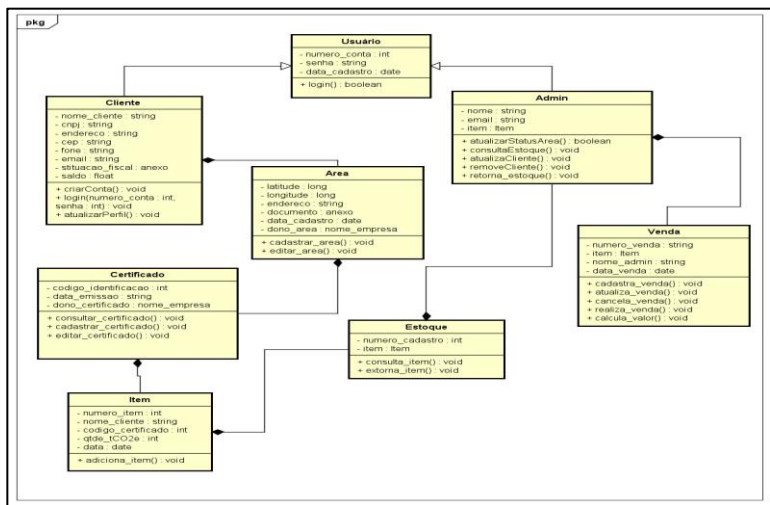 pkg
Usuário
- numero_conta : int
- senha : string
- data_cadastro : date
+ login() : boolean
Cliente
- nome_cliente : string
- cnpj : string
- endereco : string
- cep : string
- fone : string
- email : string
- stituacao_fiscal : anexo
- saldo : float
+ criarConta() : void
+ login(numero_conta : int,
senha : int) : void
+ atualizarPerfil() : void
Admin
- nome : string
- email : string
- item : Item
+ atualizarStatusArea() : boolean
+ consultaEstoque() : void
+ atualizaCliente() : void
+ removeCliente() : void
+ retorna_estoque() : void
Area
- latitude : long
- longitude : long
- endereco : string
- documento : anexo
- data_cadastro : date
- dono_area : nome_empresa
+ cadastrar_area() : void
+ editar_area() : void
Venda
- numero_venda : string
- item : Item
- nome_admin : string
- data_venda : date
+ cadastra_venda() : void
+ atualiza_venda() : void
+ cancela_venda() : void
+ realiza_venda() : void
+ calcula_valor() : void
Certificado
- codigo_identificacao : int
- data_emissao : string
- dono_certificado : nome_empresa
+ consultar_certificado() : void
+ cadastrar_certificado() : void
+ editar_certificado() : void
Estoque
- numero_cadastro : int
- item : Item
+ consulta_item() : void
+ extorna_item() : void
Item
- numero_item : int
- nome_cliente : string
- codigo_certificado : int
- qtde_tCO2e : int
- data : date
+ adiciona_item() : void